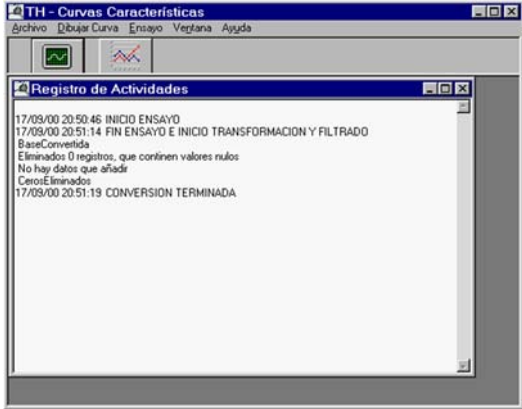 TH - Curvas Características
Archivo Dibujar Curva Ensayo Ventana Ayuda
Registro de Actividades
17/09/00 20:50:46 INICIO ENSAYO
17/09/00 20:51:14 FIN ENSAYO E INICIO TRANSFORMACION Y FILTRADO
BaseConvertida
Eliminados 0 registros, que continen valores nulos
No hay datos que añadir
CerosEliminados
17/09/00 20:51:19 CONVERSION TERMINADA